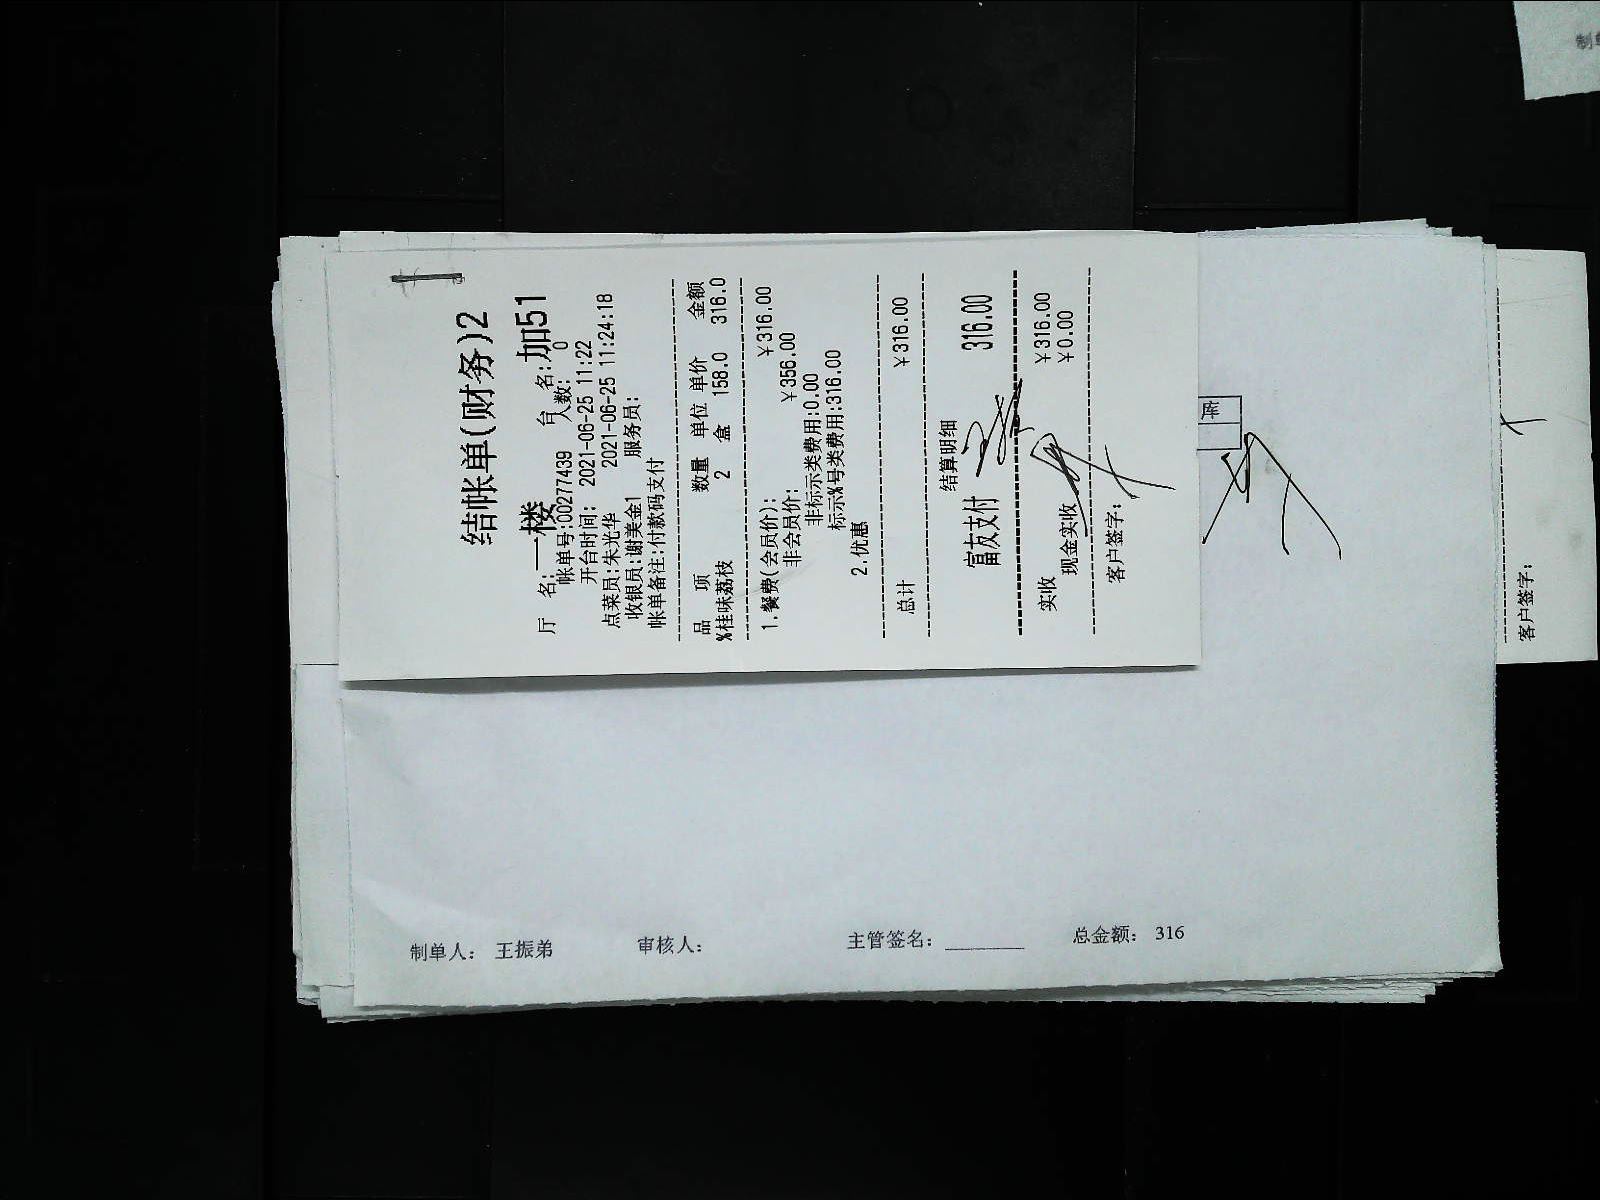 结帐单(财务)2
厅 名:一楼 台 名:加51
帐单号:00277439 人数: 0
开台时间: 2021-06-25 11:22
点菜员:朱光华 2021-06-25 11:24:18
收银员:谢美金1 服务员:
帐单备注:付款码支付
品 项 数量 单位 单价 金额
%桂味荔枝 2 盒 158.0 316.0
1.餐费(会员价): ￥316.00
非会员价: ￥356.00
非标示类费用:0.00
标示%号类费用:316.00
2.优惠
总计 ￥316.00
结算明细
富友支付 316.00
实收 ￥316.00
现金实收 ￥0.00
客户签字:
制单人: 王振弟 审核人: 主管签名: 总金额: 316
客户签字: